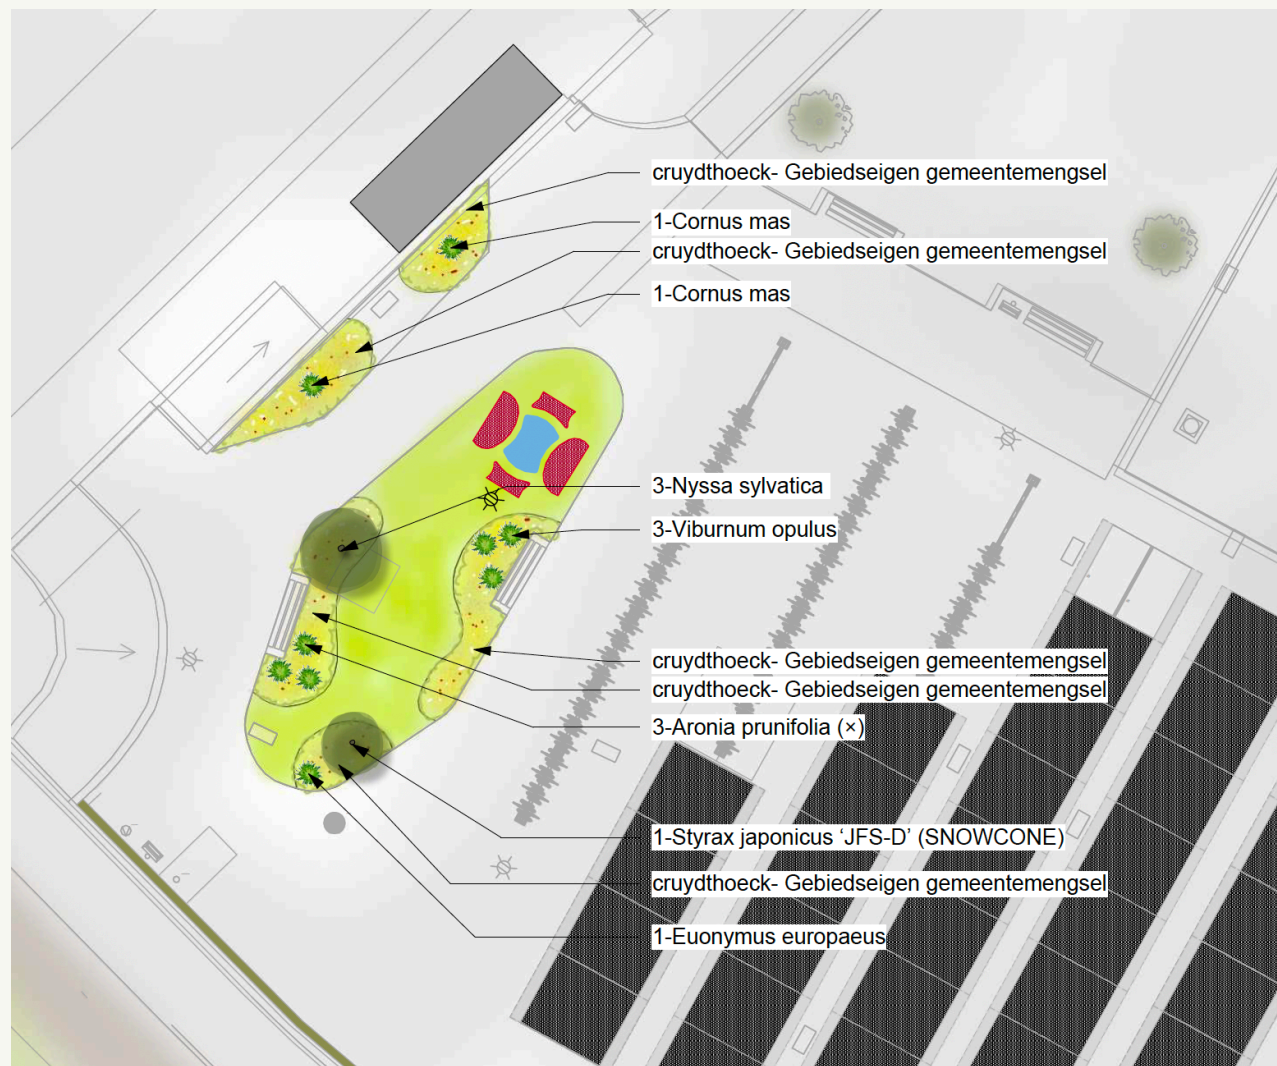 cruydthoeck- Gebiedseigen gemeentemengsel
1-Cornus mas
cruydthoeck- Gebiedseigen gemeentemengsel
1-Cornus mas
3-Nyssa sylvatica
3-Viburnum opulus
cruydthoeck- Gebiedseigen gemeentemengsel
cruydthoeck- Gebiedseigen gemeentemengsel
3-Aronia prunifolia (×)
1-Styrax japonicus ‘JFS-D’ (SNOWCONE)
cruydthoeck- Gebiedseigen gemeentemengsel
1-Euonymus europaeus